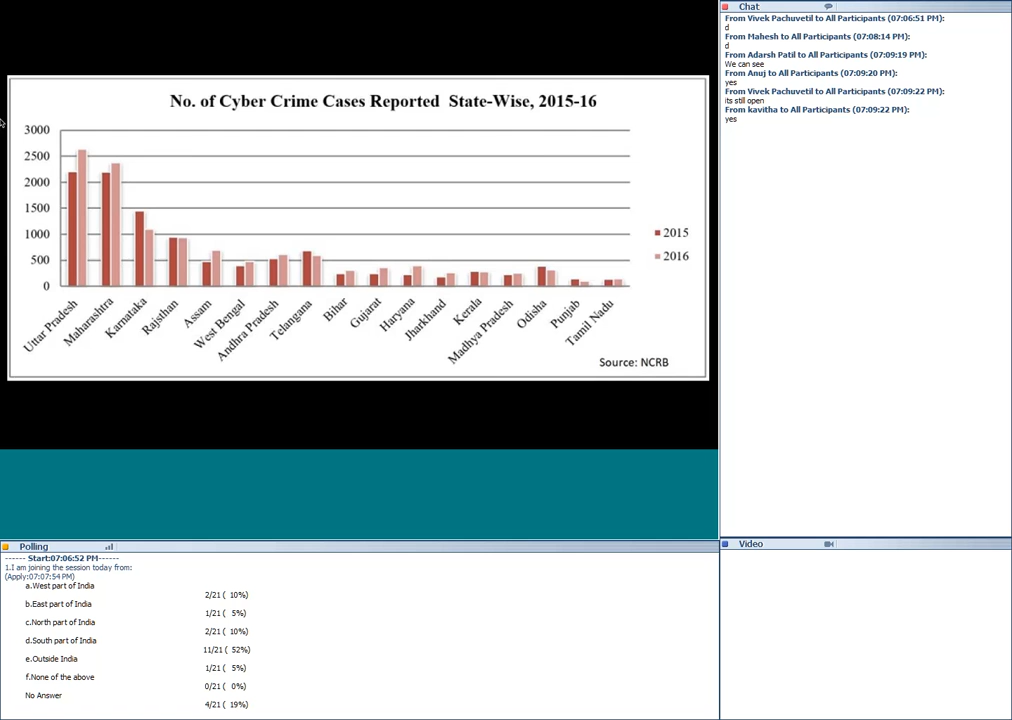 No. of Cyber Crime Cases Reported State-Wise, 2015-16
3000
2500
2000
1500
1000
500
0
Uttar Pradesh
Maharashtra
Karnataka
Rajsthan
Assam
West Bengal
Andhra Pradesh
Telangana
Bihar
Gujarat
Haryana
Jharkhand
Kerala
Madhya Pradesh
Odisha
Punjab
Tamil Nadu
2015
2016
Source: NCRB
Chat
From Vivek Pachuvetil to All Participants (07:06:51 PM):
d
From Mahesh to All Participants (07:08:14 PM):
d
From Adarsh Patil to All Participants (07:09:19 PM):
We can see
From Anuj to All Participants (07:09:20 PM):
yes
From Vivek Pachuvetil to All Participants (07:09:22 PM):
its still open
From kavitha to All Participants (07:09:22 PM):
yes
Polling
------ Start:07:06:52 PM------
1.I am joining the session today from:
(Apply:07:07:54 PM)
a.West part of India
2/21 ( 10%)
b.East part of India
1/21 ( 5%)
c.North part of India
2/21 ( 10%)
d.South part of India
11/21 ( 52%)
e.Outside India
1/21 ( 5%)
f.None of the above
0/21 ( 0%)
No Answer
4/21 ( 19%)
Video